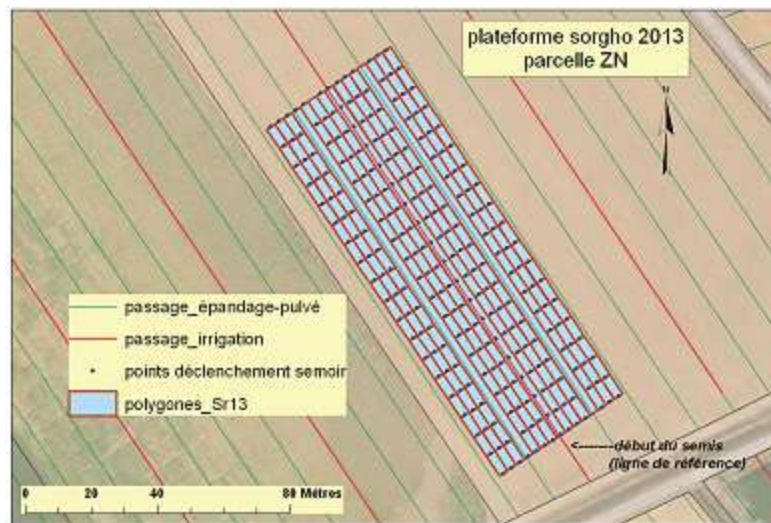 plateforme sorgho 2013
parcelle ZN
N
passage_épandage-pulvé
passage_irrigation
points déclenchement semoir
polygones_Sr13
<-------début du semis
(ligne de référence)
0 20 40 80 Mètres